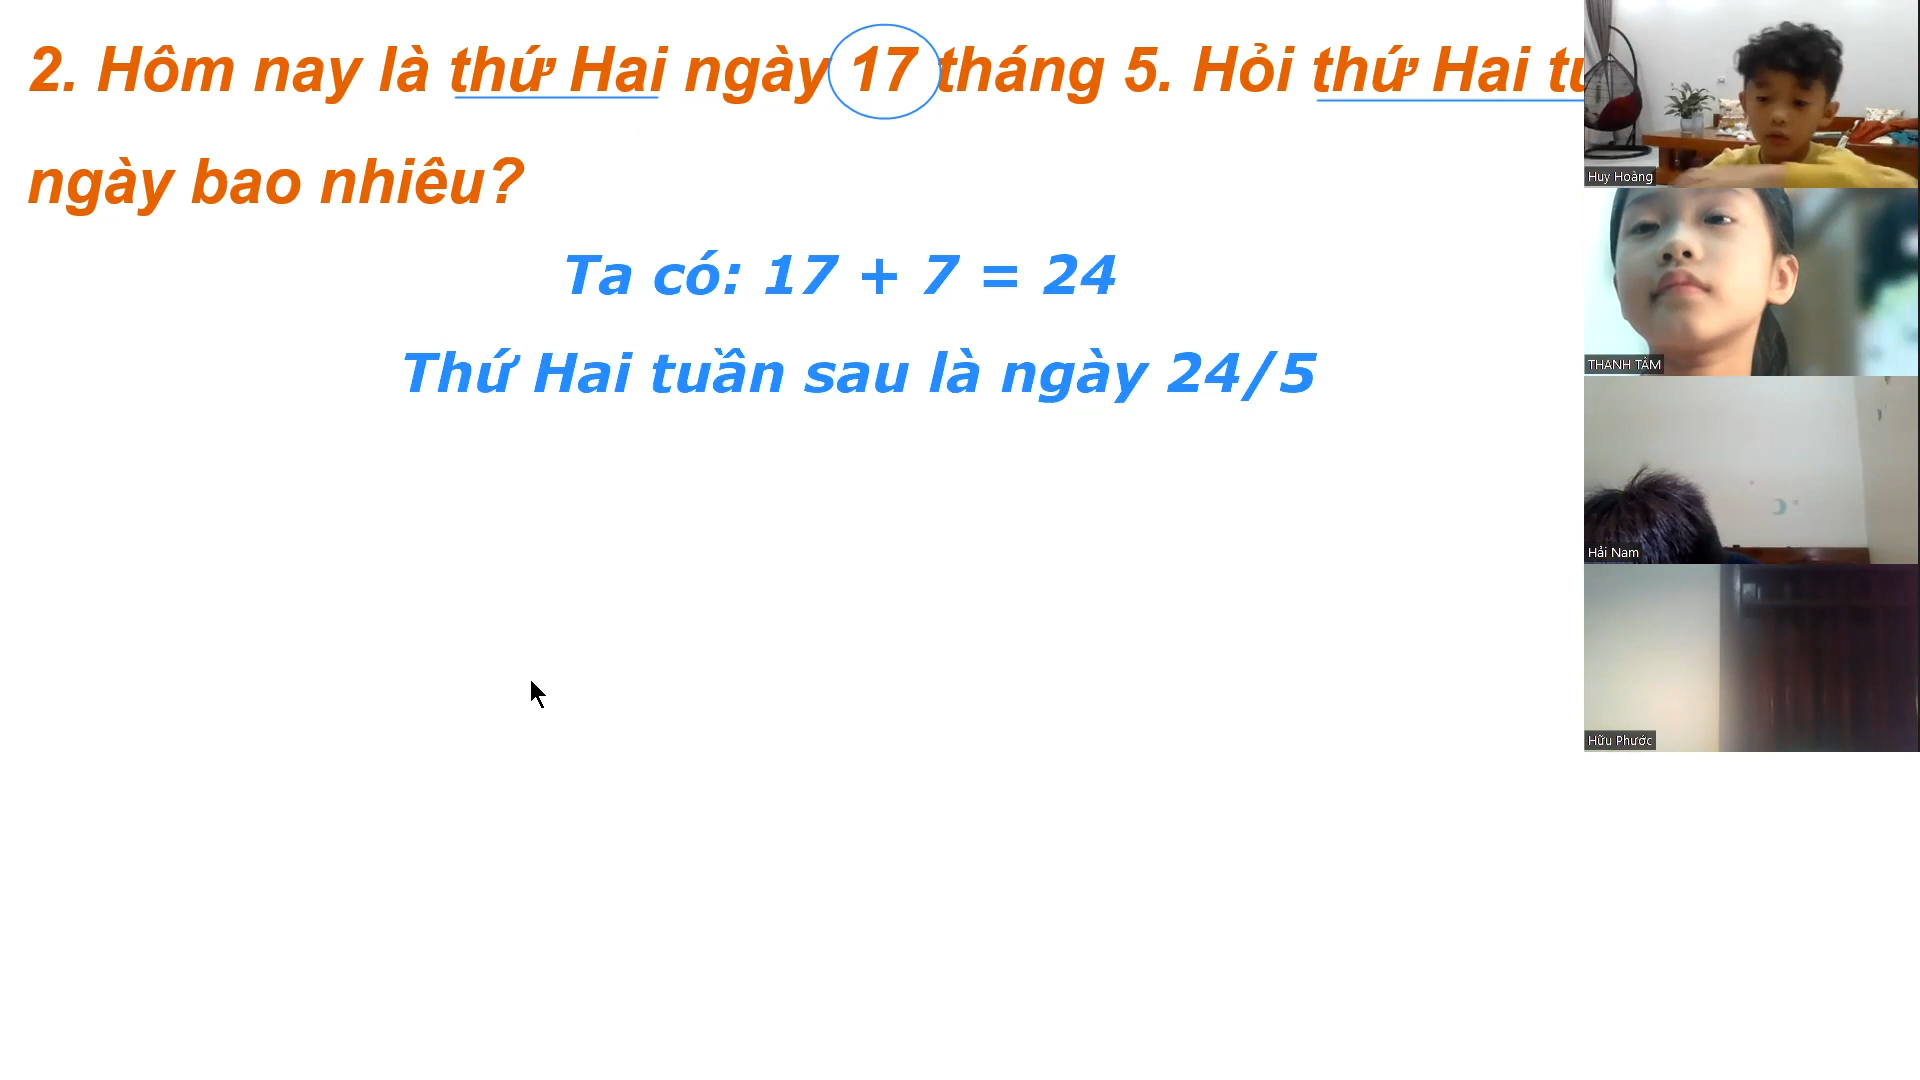 2. Hôm nay là thứ Hai ngày 17 tháng 5. Hỏi thứ Hai
ngày bao nhiêu?
Ta có: 17 + 7 = 24
Thứ Hai tuần sau là ngày 24/5
Huy Hoàng
THANH TÂM
Hải Nam
Hữu Phước